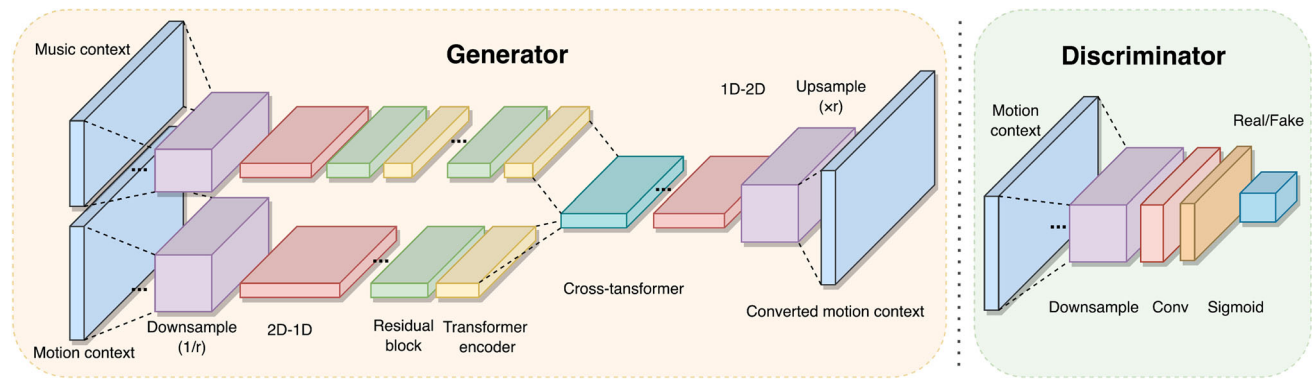 Generator
Music context
Motion context
Downsample
(1/r)
2D-1D
...
Residual
block
Transformer
encoder
Cross-tansformer
1D-2D
Upsample
(×r)
Converted motion context
Discriminator
Motion
context
Real/Fake
Downsample
Conv
Sigmoid